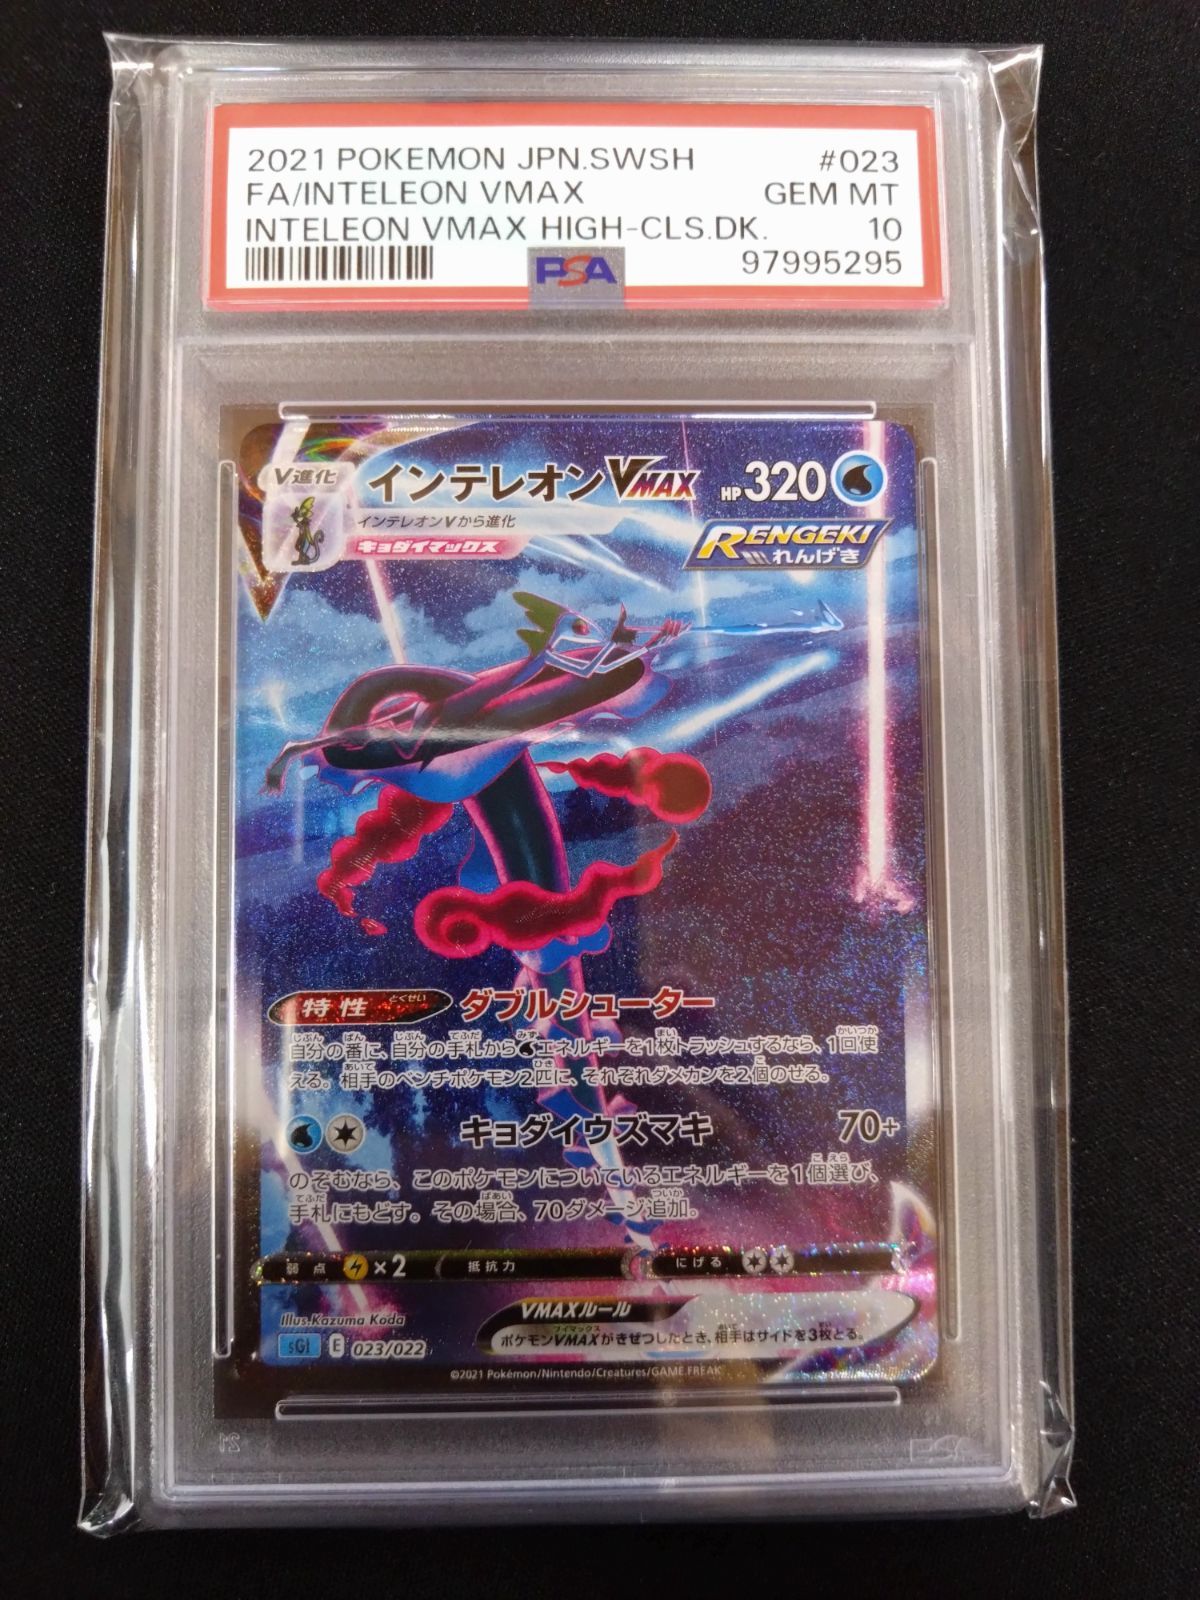 2021 POKEMON JPN.SWSH #023
FA/INTELEON VMAX GEM MT
INTELEON VMAX HIGH-CLS.DK. 10
PSA 97995295
V進化 インテレオンVMAX HP320
インテレオンVから進化
キョダイマックス
RENGEKI
れんげき
特性 とくせい ダブルシューター
自分の番に、自分の手札からエネルギーを1枚トラッシュするなら、1回使
える。相手のベンチポケモン2匹に、それぞれダメカンを2個のせる。
キョダイウズマキ 70+
のぞむなら、このポケモンについているエネルギーを1個選び、
手札にもどす。その場合、70ダメージ追加。
弱点 ×2 抵抗力 にげる
Illus.Kazuma Koda
VMAXルール
ポケモンVMAXがきぜつしたとき、相手はサイドを3枚とる。
sGI E 023/022
©2021 Pokémon/Nintendo/Creatures/GAME FREAK